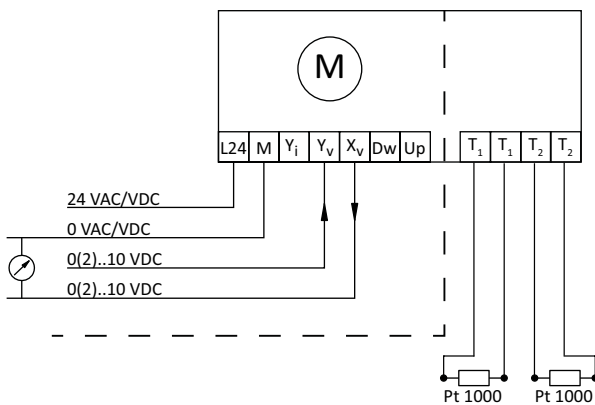 M
L24 M Yi Yv Xv Dw Up T1 T1 T2 T2
24 VAC/VDC
0 VAC/VDC
0(2)..10 VDC
0(2)..10 VDC
Pt 1000 Pt 1000